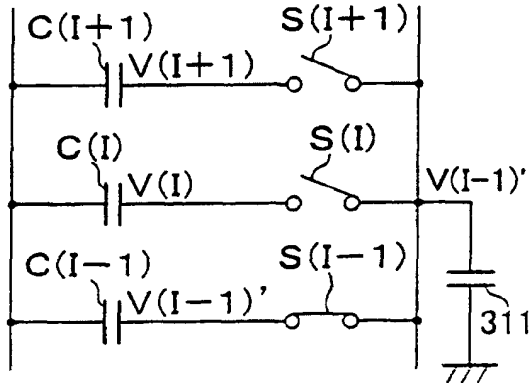 C(I+1) S(I+1)
V(I+1)
C(I) S(I)
V(I) V(I-1)'
C(I-1) S(I-1)
V(I-1)'
311